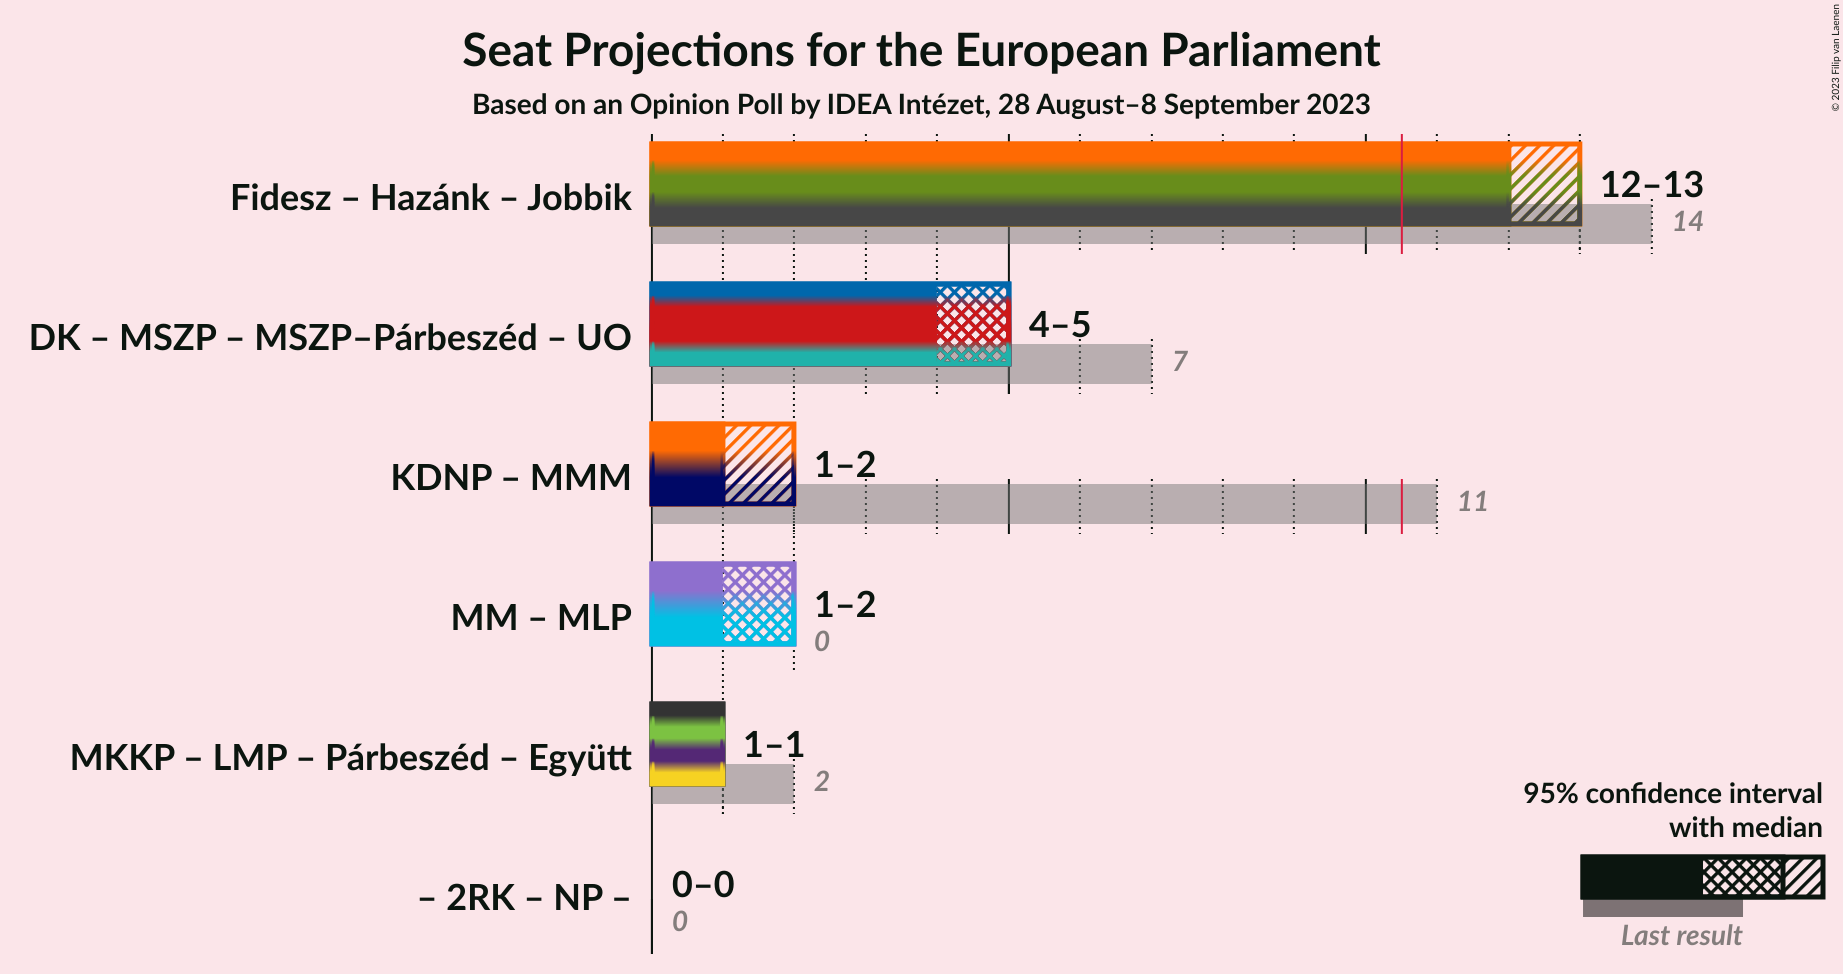 Seat Projections for the European Parliament
Based on an Opinion Poll by IDEA Intézet, 28 August–8 September 2023
© 2023 Filip van Laenen
Fidesz – Hazánk – Jobbik
12–13
14
DK – MSZP – MSZP–Párbeszéd – UO
4–5
7
KDNP – MMM
1–2
11
MM – MLP
1–2
0
MKKP – LMP – Párbeszéd – Együtt
1–1
2
– 2RK – NP –
0–0
0
95% confidence interval
with median
Last result